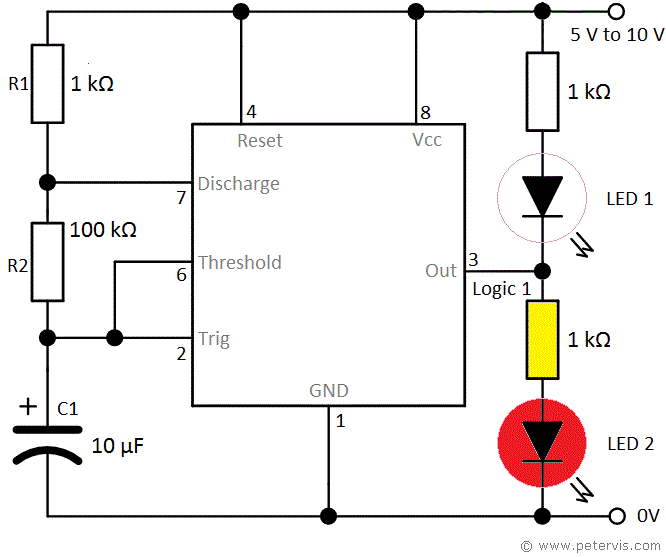 5 V to 10 V
R1
1 kΩ
4
8
1 kΩ
Reset
Vcc
7
Discharge
LED 1
100 kΩ
R2
6
Threshold
Out
3
Logic 1
2
Trig
1 kΩ
GND
1
+
C1
10 µF
LED 2
0V
© www.petervis.com